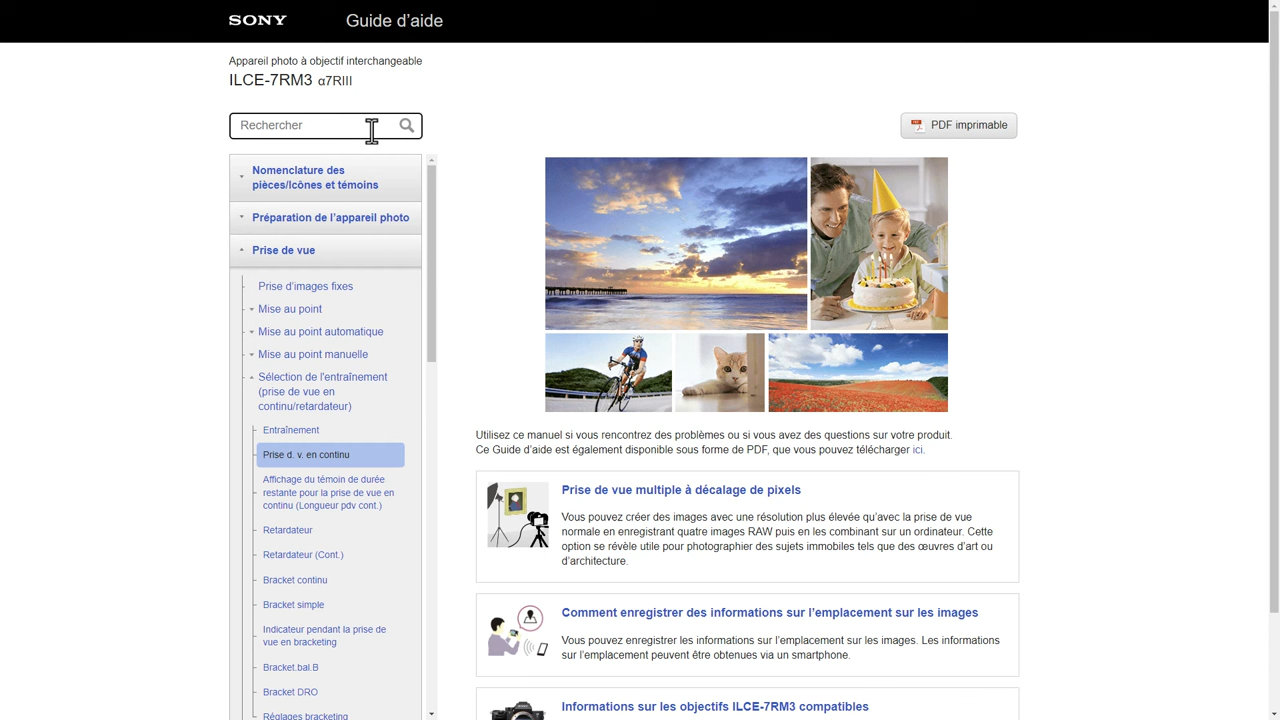 SONY
Guide d’aide
Appareil photo à objectif interchangeable
ILCE-7RM3 α7RIII
Rechercher
PDF imprimable
Nomenclature des
pièces/Icônes et témoins
Préparation de l’appareil photo
Prise de vue
Prise d’images fixes
Mise au point
Mise au point automatique
Mise au point manuelle
Sélection de l'entraînement
(prise de vue en
continu/retardateur)
Entraînement
Prise d. v. en continu
Affichage du témoin de durée
restante pour la prise de vue en
continu (Longueur pdv cont.)
Retardateur
Retardateur (Cont.)
Bracket continu
Bracket simple
Indicateur pendant la prise de
vue en bracketing
Bracket.bal.B
Bracket DRO
Réglages bracketing
Utilisez ce manuel si vous rencontrez des problèmes ou si vous avez des questions sur votre produit.
Ce Guide d’aide est également disponible sous forme de PDF, que vous pouvez télécharger ici.
Prise de vue multiple à décalage de pixels
Vous pouvez créer des images avec une résolution plus élevée qu’avec la prise de vue
normale en enregistrant quatre images RAW puis en les combinant sur un ordinateur. Cette
option se révèle utile pour photographier des sujets immobiles tels que des œuvres d’art ou
d’architecture.
Comment enregistrer des informations sur l’emplacement sur les images
Vous pouvez enregistrer les informations sur l’emplacement sur les images. Les informations
sur l’emplacement peuvent être obtenues via un smartphone.
Informations sur les objectifs ILCE-7RM3 compatibles